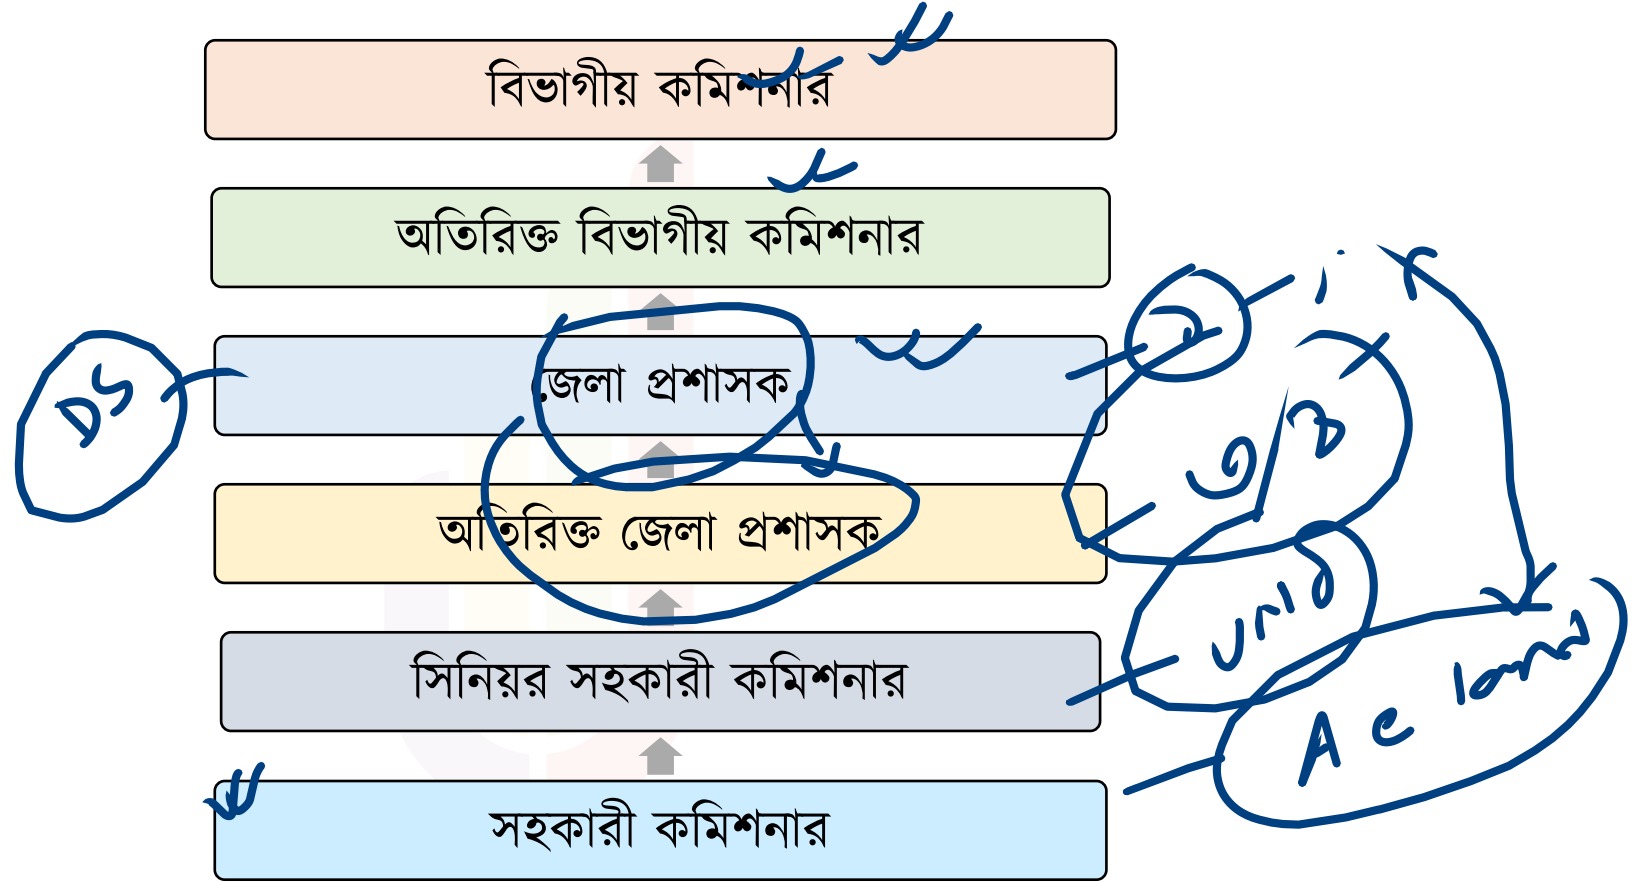 বিভাগীয় কমিশনার
অতিরিক্ত বিভাগীয় কমিশনার
DS
জেলা প্রশাসক
অতিরিক্ত জেলা প্রশাসক
সিনিয়র সহকারী কমিশনার
AC land
সহকারী কমিশনার